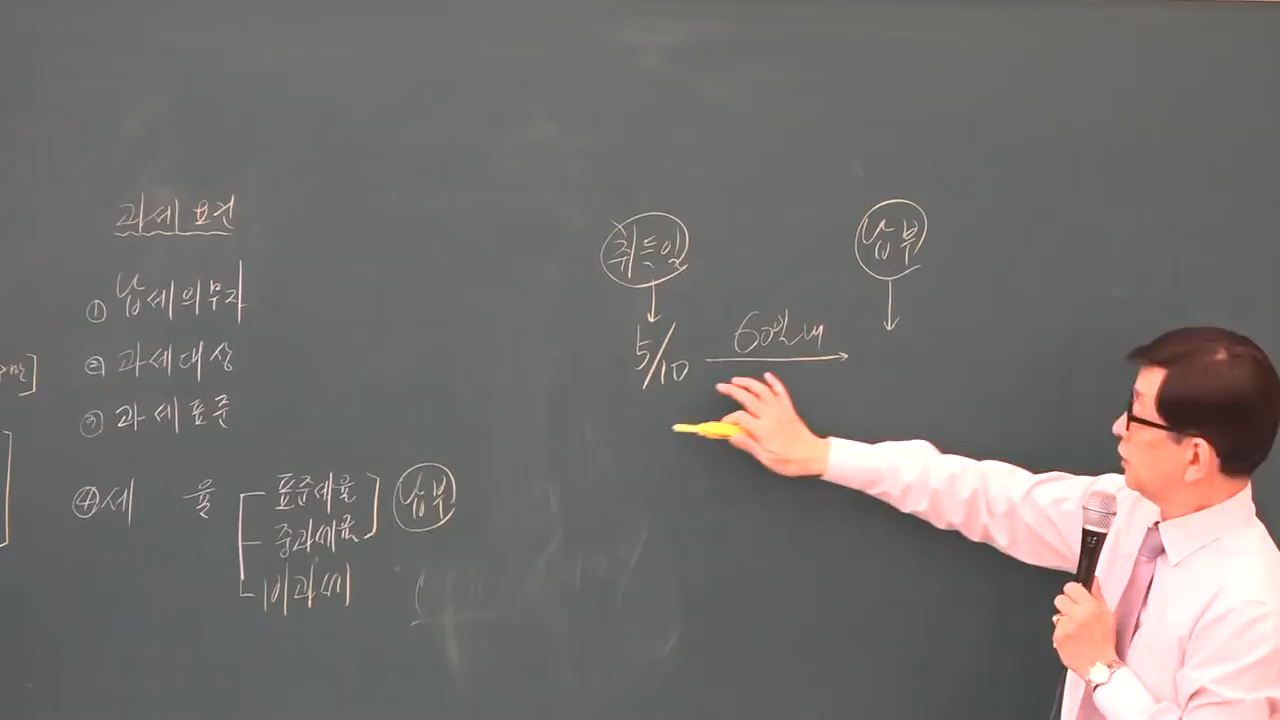 과세요건
① 납세의무자
② 과세대상
③ 과세표준
④ 세 율
표준세율
중과세율
비과세
납부
취득일
5/10
60일내
납부